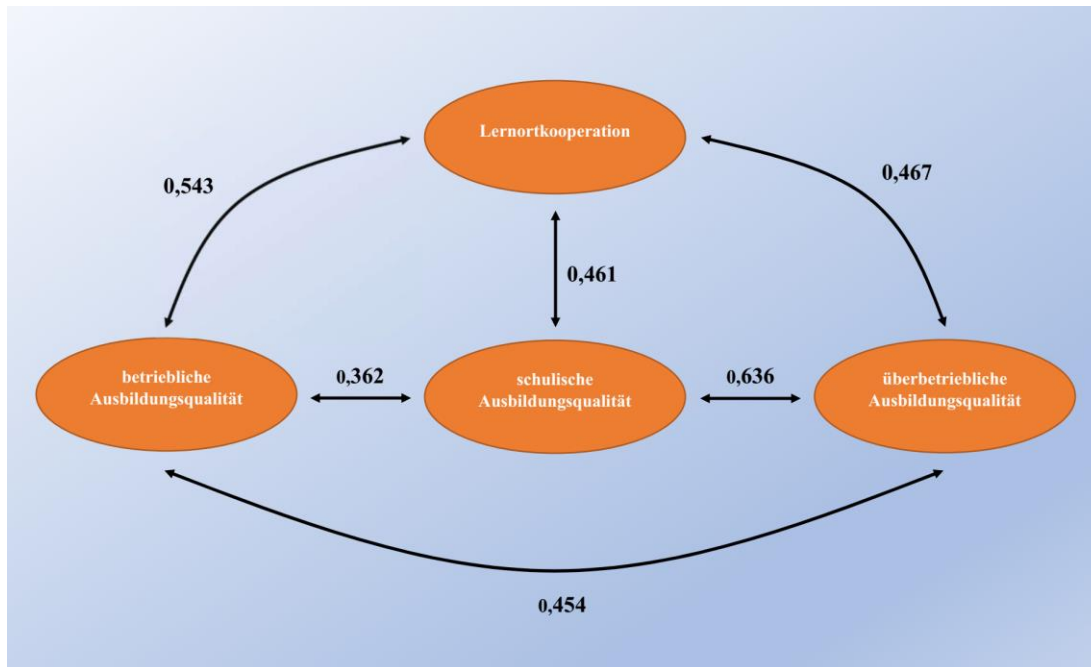 Lernortkooperation
0,543
0,467
0,461
betriebliche
Ausbildungsqualität
0,362
schulische
Ausbildungsqualität
0,636
überbetriebliche
Ausbildungsqualität
0,454